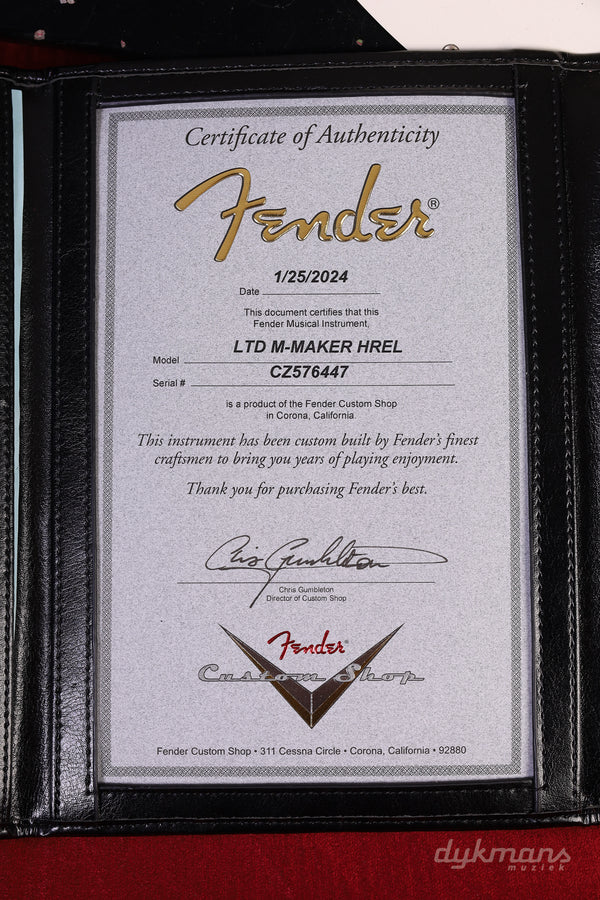 Certificate of Authenticity
Fender®
1/25/2024
Date
This document certifies that this
Fender Musical Instrument,
LTD M-MAKER HREL
Model
CZ576447
Serial #
is a product of the Fender Custom Shop
in Corona, California.
This instrument has been custom built by Fender's finest
craftsmen to bring you years of playing enjoyment.
Thank you for purchasing Fender's best.
Chris Gumbleton
Chris Gumbleton
Director of Custom Shop
Fender®
Custom Shop
Fender Custom Shop • 311 Cessna Circle • Corona, California • 92880
dykmans
muziek